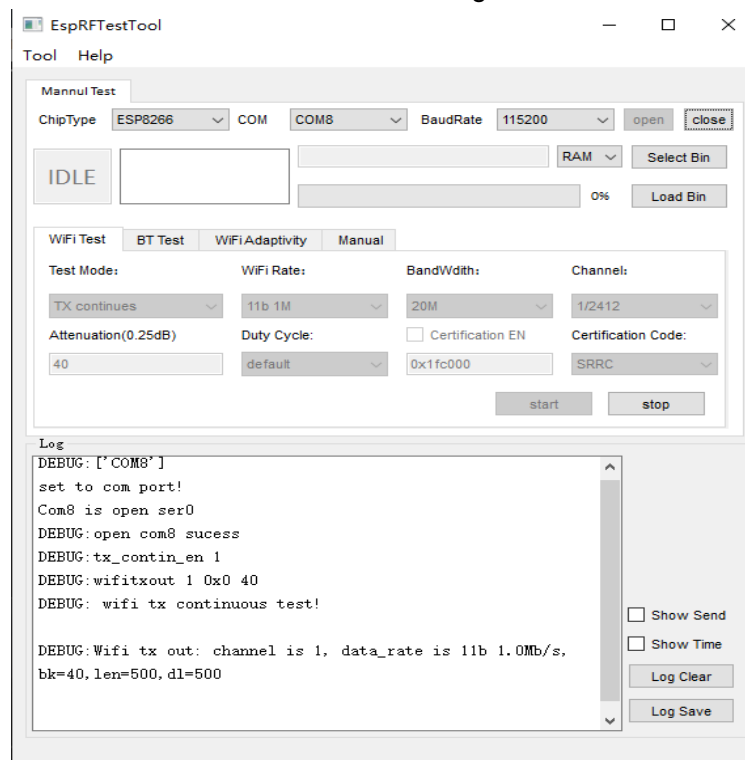 EspRFTestTool
Tool Help
Mannul Test
ChipType ESP8266 COM COM8 BaudRate 115200 open close
RAM Select Bin
IDLE
0% Load Bin
WiFi Test BT Test WiFi Adaptivity Manual
Test Mode: WiFi Rate: BandWdith: Channel:
TX continues 11b 1M 20M 1/2412
Attenuation(0.25dB) Duty Cycle: Certification EN Certification Code:
40 default 0x1fc000 SRRC
start stop
Log
DEBUG:['COM8']
set to com port!
Com8 is open ser0
DEBUG:open com8 sucess
DEBUG:tx_contin_en 1
DEBUG:wifitxout 1 0x0 40
DEBUG: wifi tx continuous test!
DEBUG:Wifi tx out: channel is 1, data_rate is 11b 1.0Mb/s,
bk=40,len=500,dl=500
Show Send
Show Time
Log Clear
Log Save